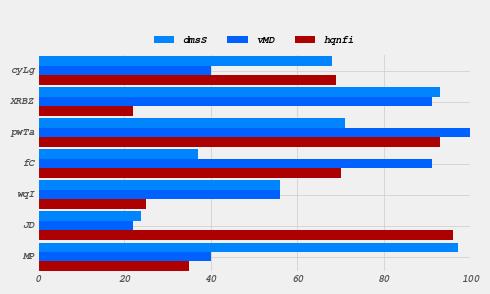 dmsS vMD hqnfi
cyLg
XRBZ
pwTa
fC
wqI
JD
MP
0 20 40 60 80 100